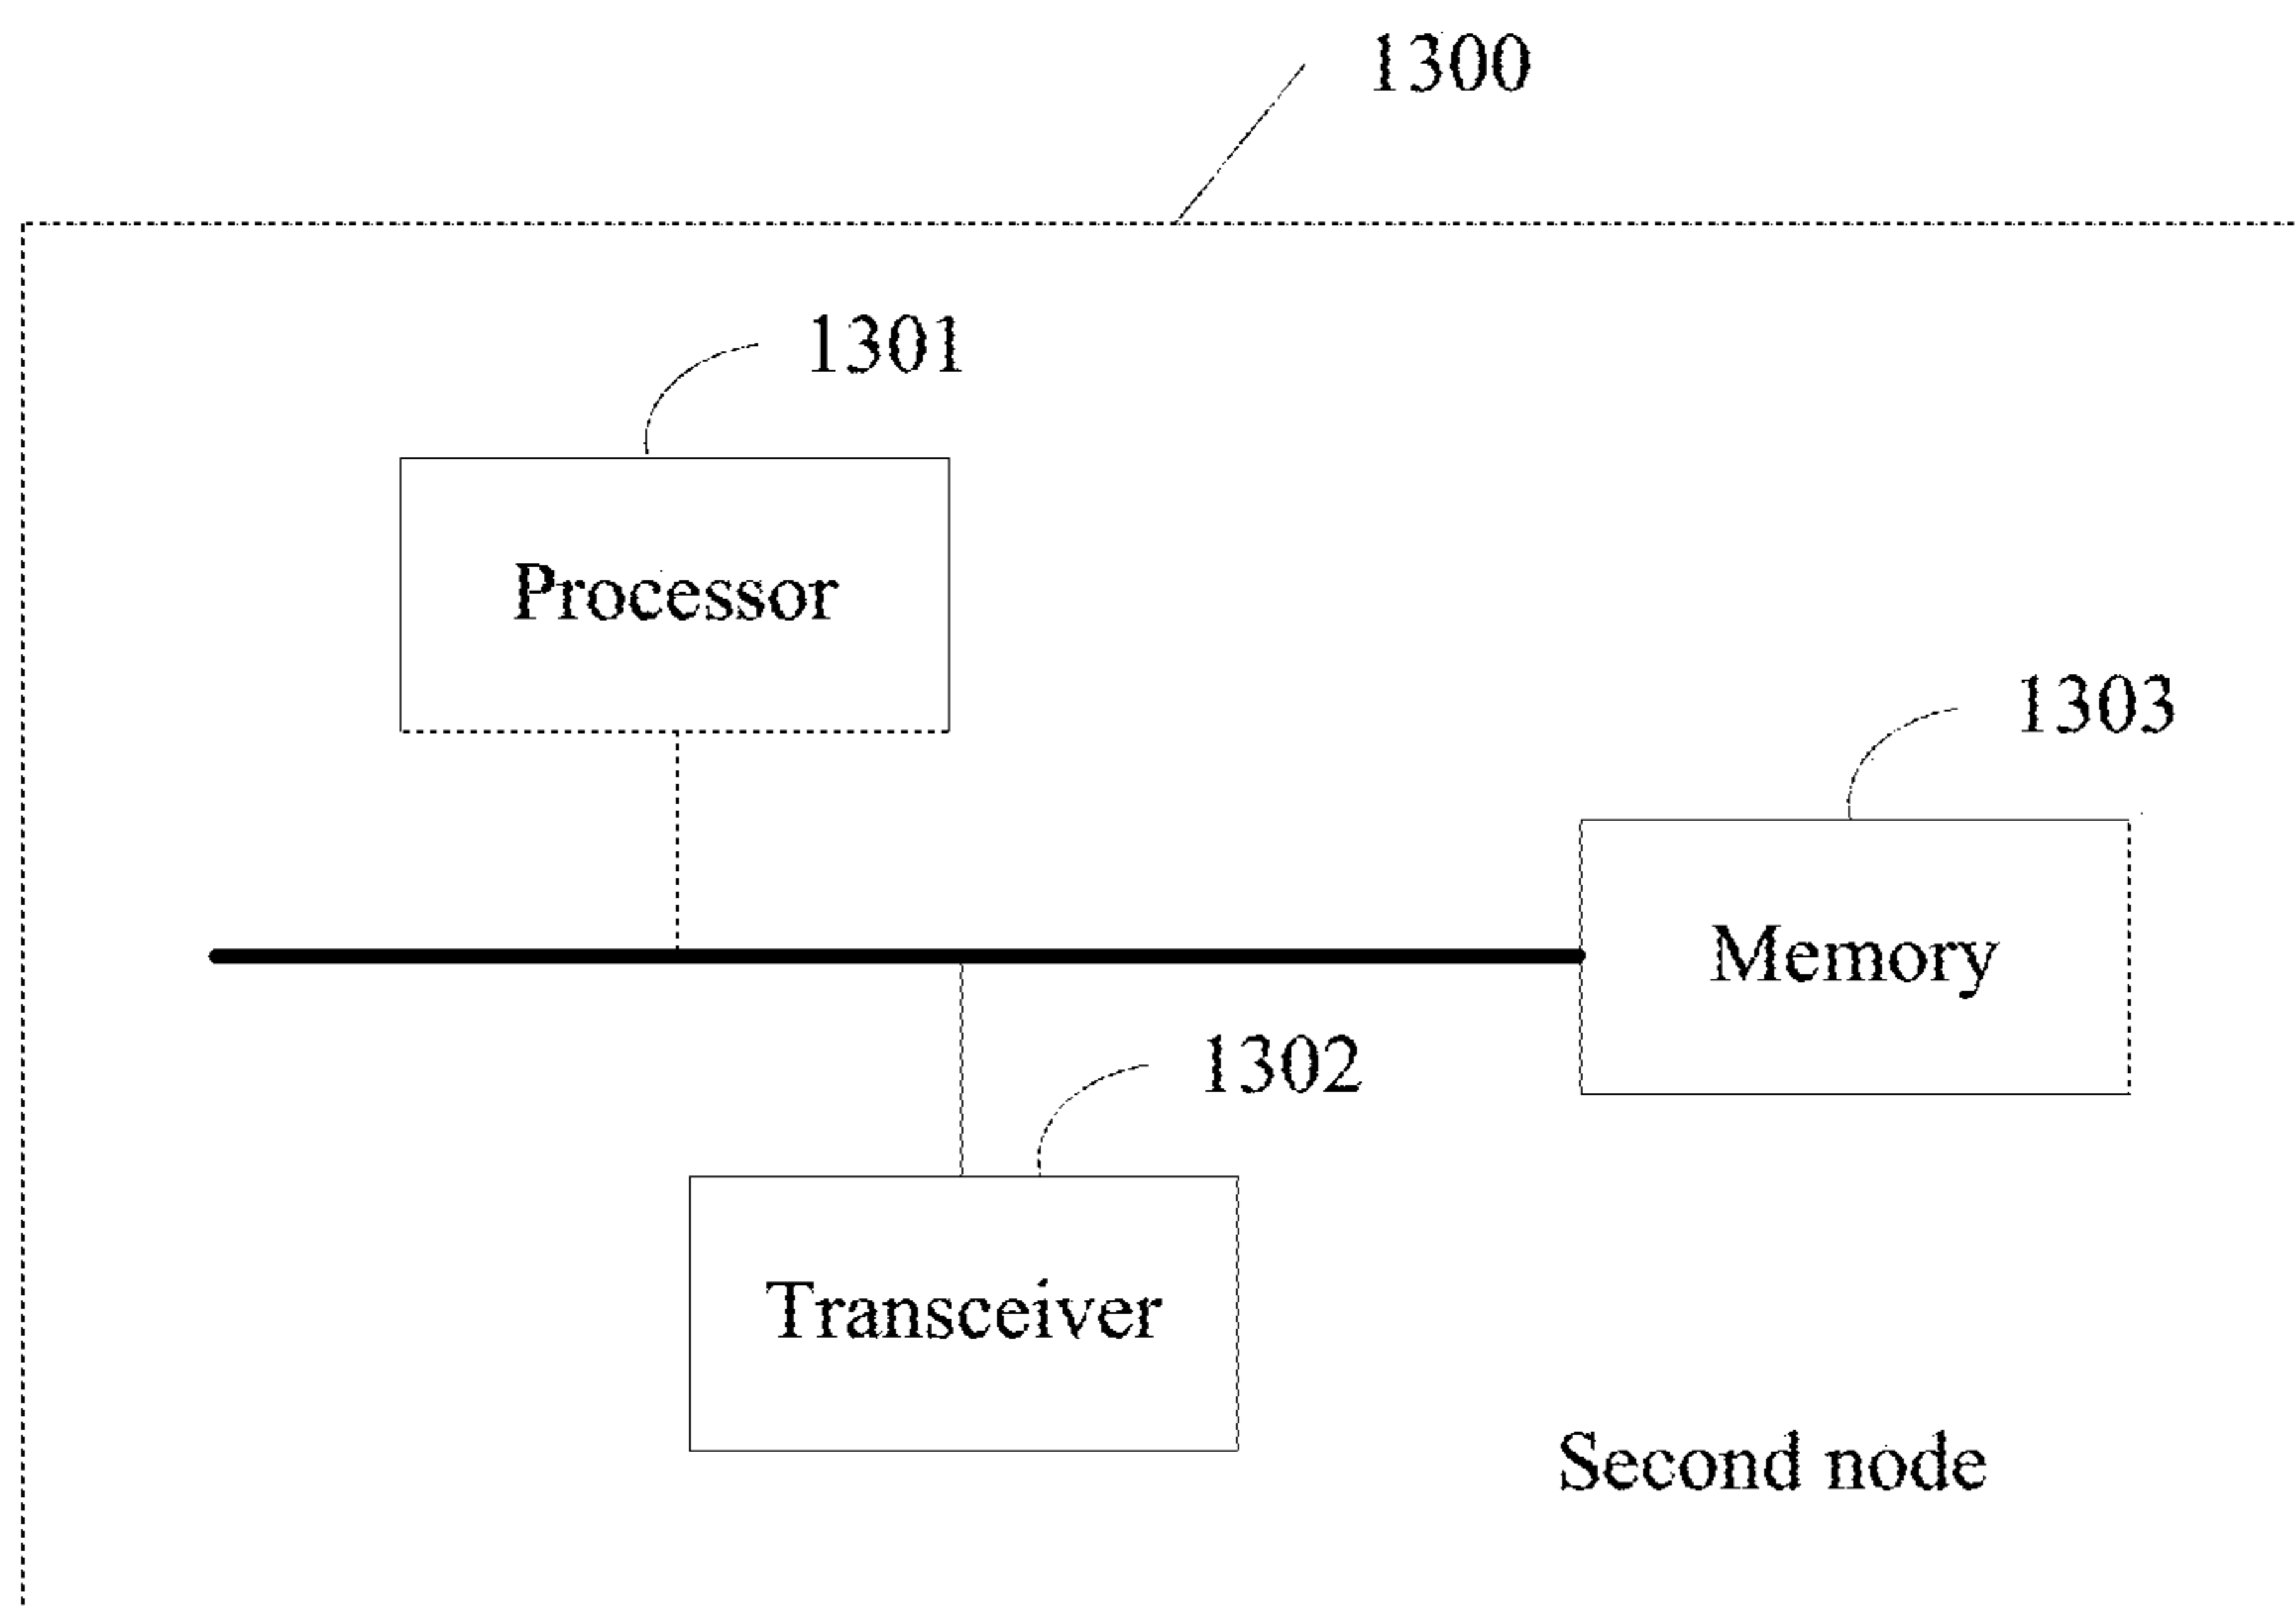 1300
1301
Processor
1303
Memory
1302
Transceiver
Second node